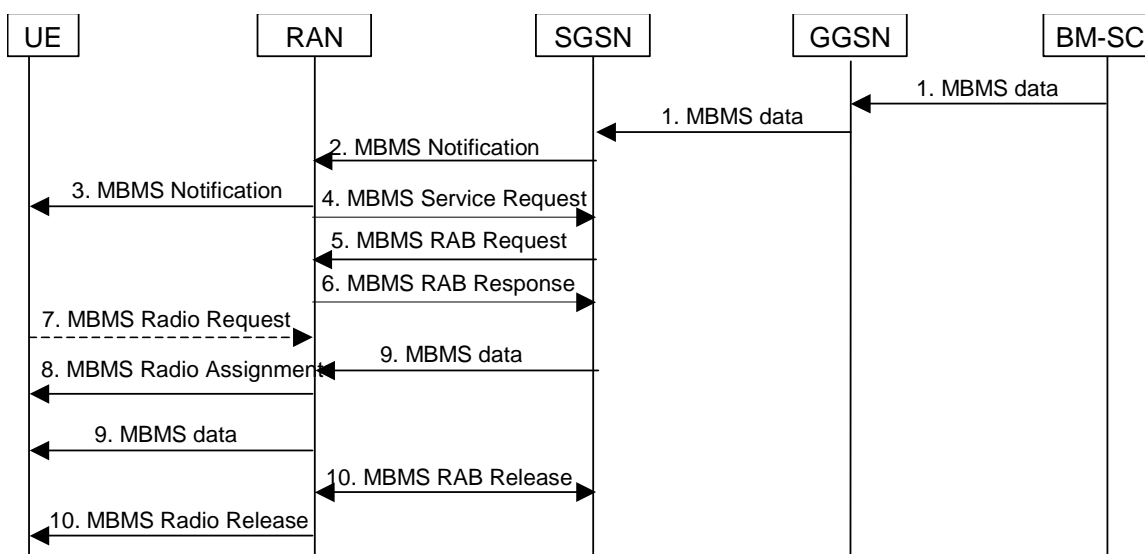 UE
RAN
SGSN
GGSN
BM-SC
1. MBMS data
1. MBMS data
2. MBMS Notification
3. MBMS Notification
4. MBMS Service Request
5. MBMS RAB Request
6. MBMS RAB Response
7. MBMS Radio Request
9. MBMS data
8. MBMS Radio Assignment
9. MBMS data
10. MBMS RAB Release
10. MBMS Radio Release